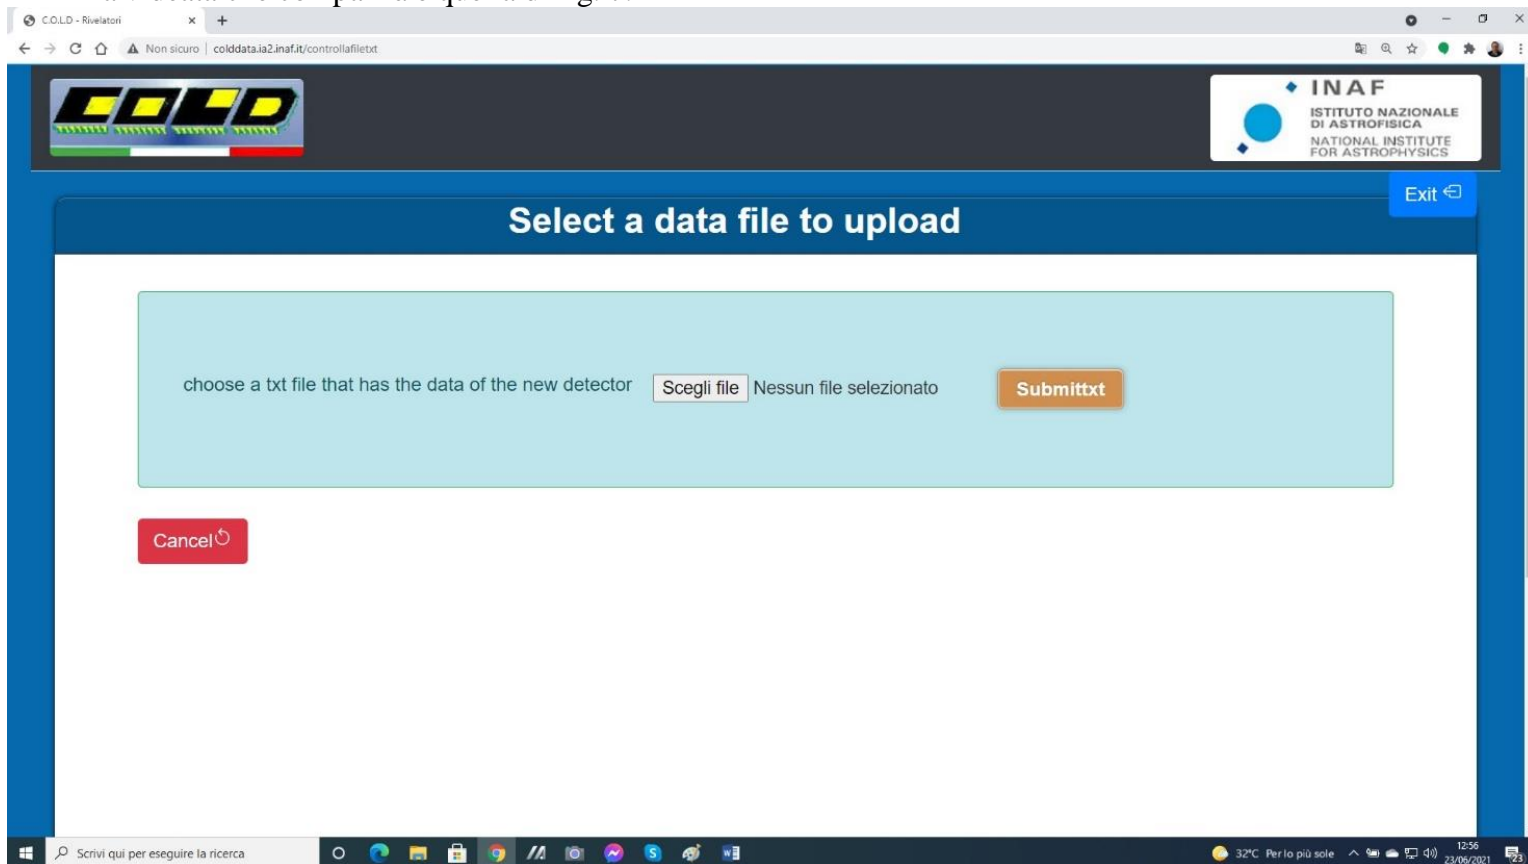 C.O.L.D - Rivelatori
Non sicuro | colddata.ia2.inaf.it/controllafiletxt
COLD
INAF
ISTITUTO NAZIONALE
DI ASTROFISICA
NATIONAL INSTITUTE
FOR ASTROPHYSICS
Exit
Select a data file to upload
choose a txt file that has the data of the new detector Scegli file Nessun file selezionato Submittxt
Cancel
Scrivi qui per eseguire la ricerca
32°C Per lo più sole
12:56
23/06/2021